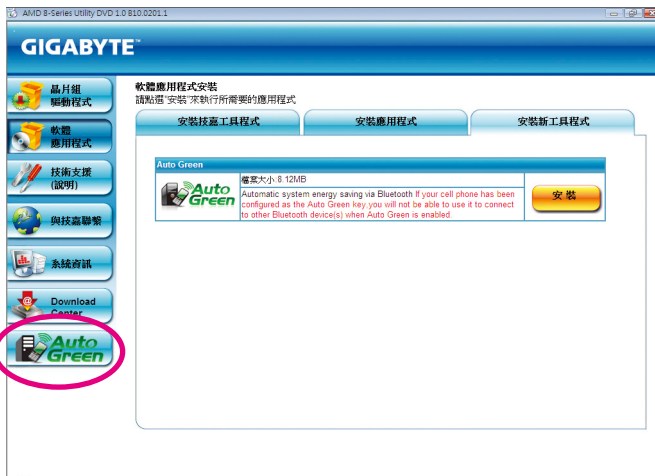 AMD 8-Series Utility DVD 1.0 B10.0201.1
GIGABYTE™
晶片組
驅動程式
軟體
應用程式
技術支援
(說明)
與技嘉聯繫
系統資訊
Download
Center
Auto
Green
軟體應用程式安裝
請點選"安裝"來執行所需要的應用程式
安裝技嘉工具程式
安裝應用程式
安裝新工具程式
Auto Green
Auto
Green
檔案大小 8.12MB
Automatic system energy saving via Bluetooth If your cell phone has been
configured as the Auto Green key,you will not be able to use it to connect
to other Bluetooth device(s) when Auto Green is enabled.
安裝